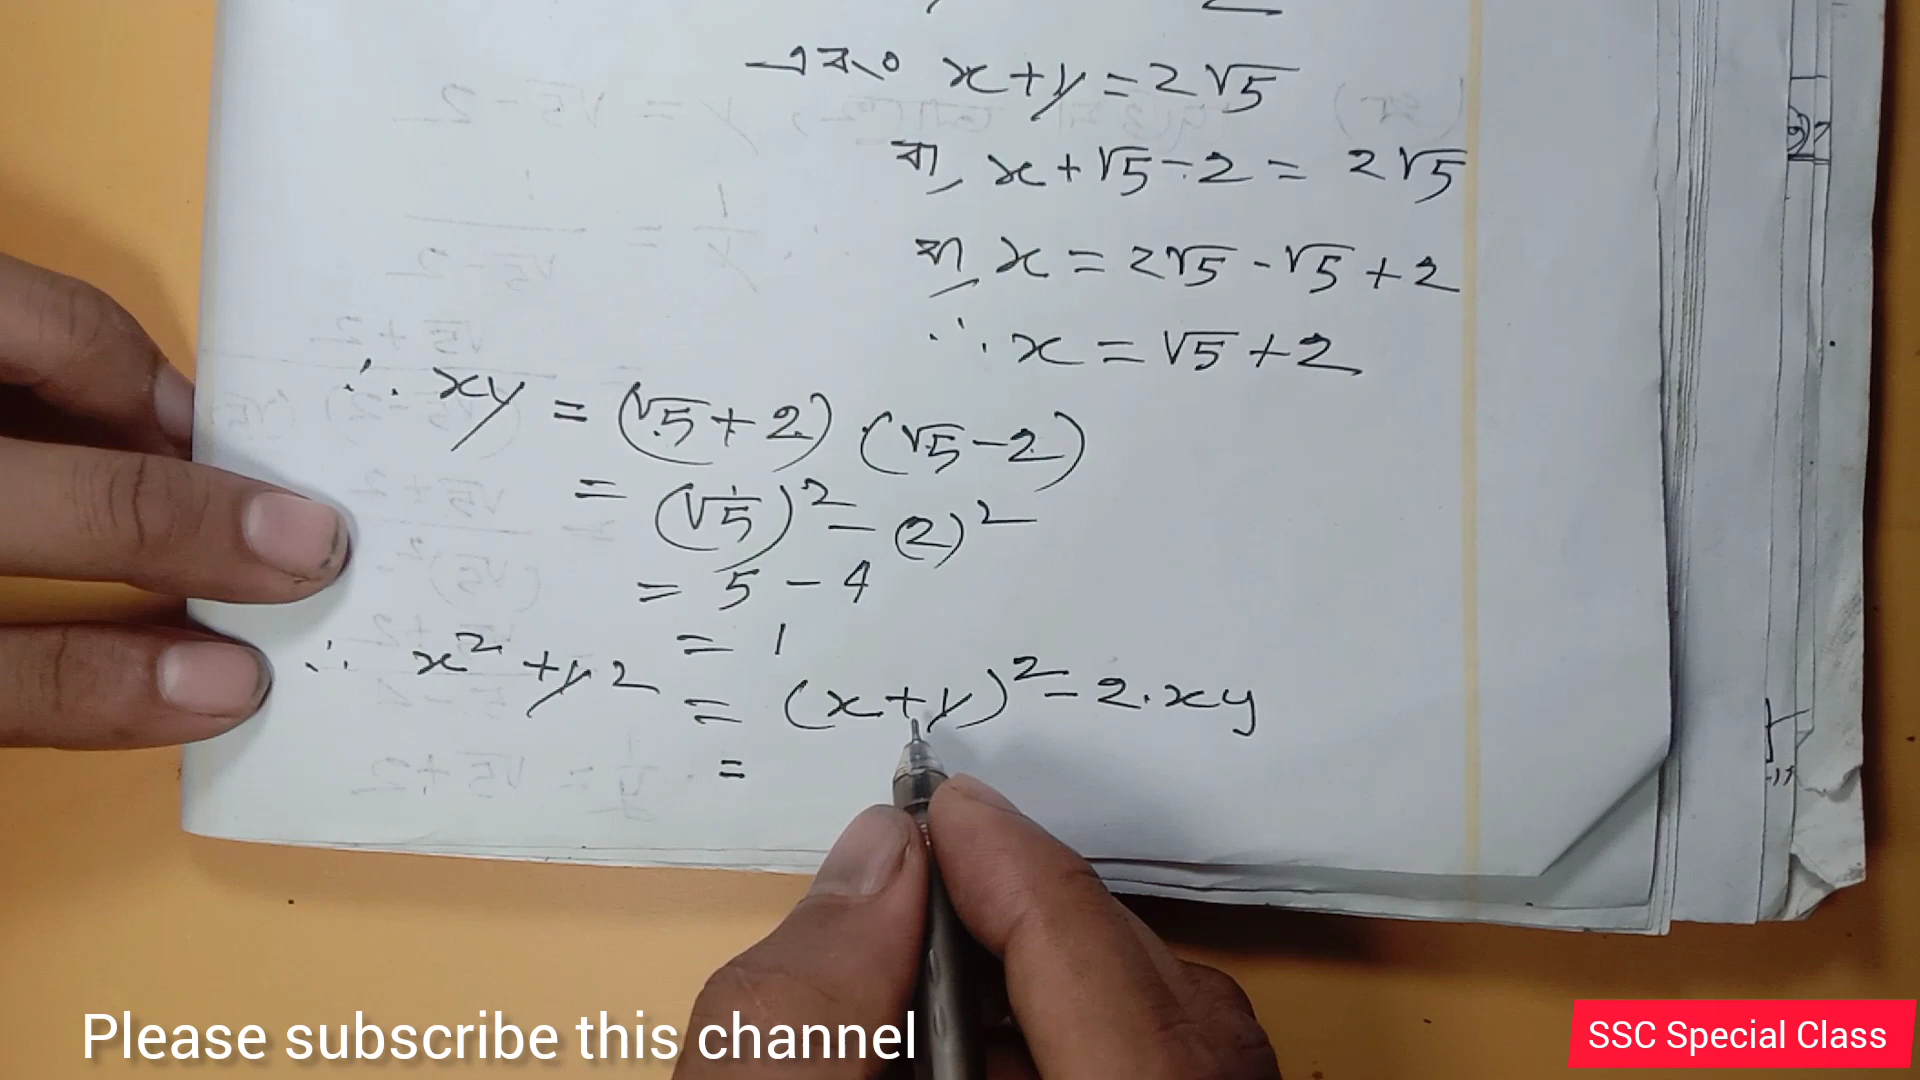 এবং x+y=2√5
বা, x+√5-2 = 2√5
বা, x = 2√5-√5+2
∴ x = √5+2
∴ xy = (√5+2) (√5-2)
= (√5)² - (2)²
= 5 - 4
= 1
∴ x² + y2 = (x+y)² - 2.xy
=
Please subscribe this channel
SSC Special Class